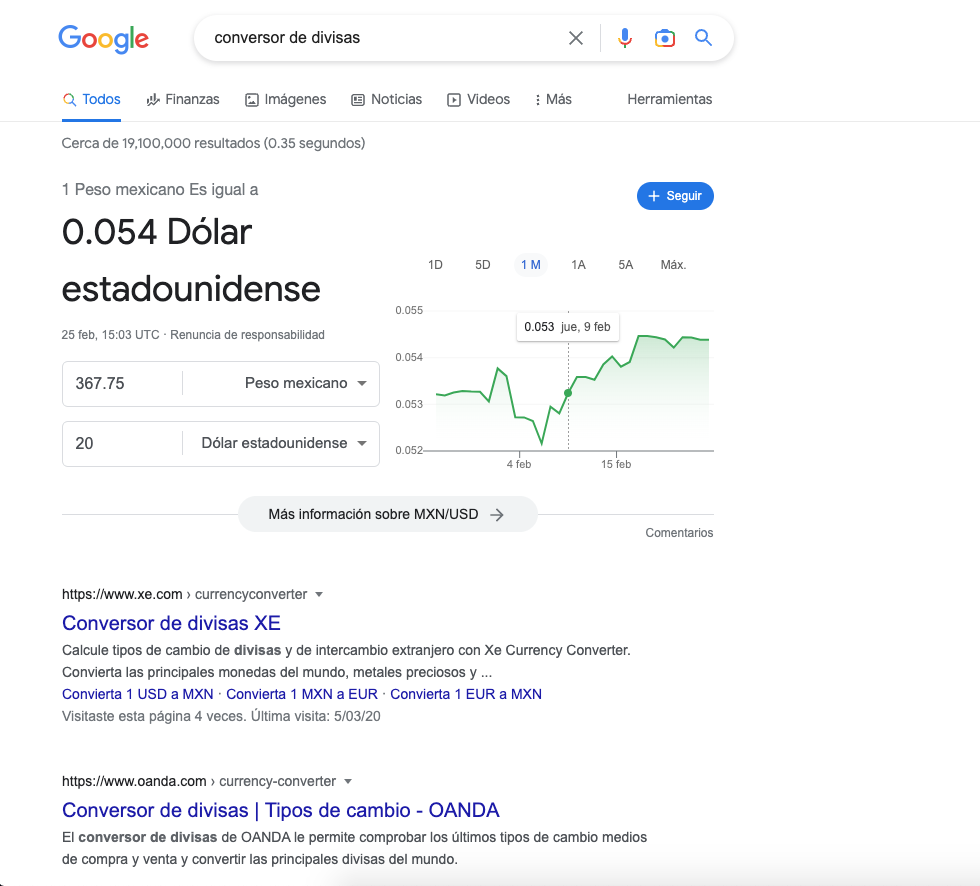 Google
conversor de divisas
Todos Finanzas Imágenes Noticias Videos Más Herramientas
Cerca de 19,100,000 resultados (0.35 segundos)
1 Peso mexicano Es igual a
+ Seguir
0.054 Dólar
estadounidense
25 feb, 15:03 UTC · Renuncia de responsabilidad
367.75 Peso mexicano
20 Dólar estadounidense
1D 5D 1 M 1A 5A Máx.
0.055
0.053 jue, 9 feb
0.054
0.053
0.052
4 feb 15 feb
Más información sobre MXN/USD
Comentarios
https://www.xe.com › currencyconverter
Conversor de divisas XE
Calcule tipos de cambio de divisas y de intercambio extranjero con Xe Currency Converter.
Convierta las principales monedas del mundo, metales preciosos y ...
Convierta 1 USD a MXN · Convierta 1 MXN a EUR · Convierta 1 EUR a MXN
Visitaste esta página 4 veces. Última visita: 5/03/20
https://www.oanda.com › currency-converter
Conversor de divisas | Tipos de cambio - OANDA
El conversor de divisas de OANDA le permite comprobar los últimos tipos de cambio medios
de compra y venta y convertir las principales divisas del mundo.